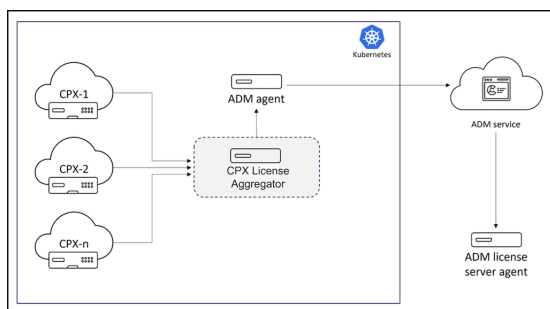 Kubernetes
CPX-1
ADM agent
ADM service
CPX-2
CPX License
Aggregator
CPX-n
ADM license
server agent